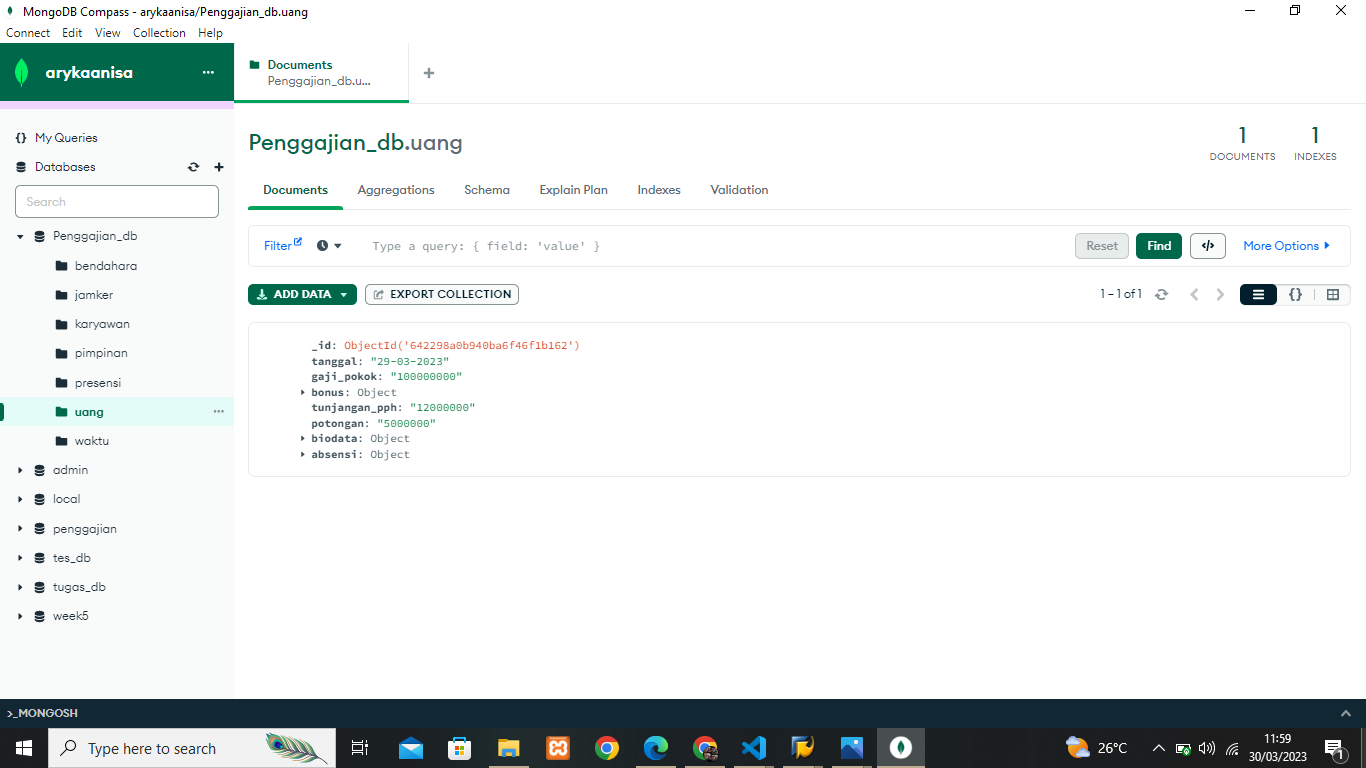 MongoDB Compass - arykaanisa/Penggajian_db.uang
Connect Edit View Collection Help
arykaanisa
Documents
Penggajian_db.u...
My Queries
Databases
Search
Penggajian_db
bendahara
jamker
karyawan
pimpinan
presensi
uang
waktu
admin
local
penggajian
tes_db
tugas_db
week5
Penggajian_db.uang
1 DOCUMENTS
1 INDEXES
Documents Aggregations Schema Explain Plan Indexes Validation
Filter Type a query: { field: 'value' } Reset Find </> More Options
ADD DATA EXPORT COLLECTION 1 - 1 of 1 {}
_id: ObjectId('642298a0b940ba6f46f1b162')
tanggal: "29-03-2023"
gaji_pokok: "100000000"
bonus: Object
tunjangan_pph: "12000000"
potongan: "5000000"
biodata: Object
absensi: Object
>_MONGOSH
Type here to search
26°C
11:59
30/03/2023
1